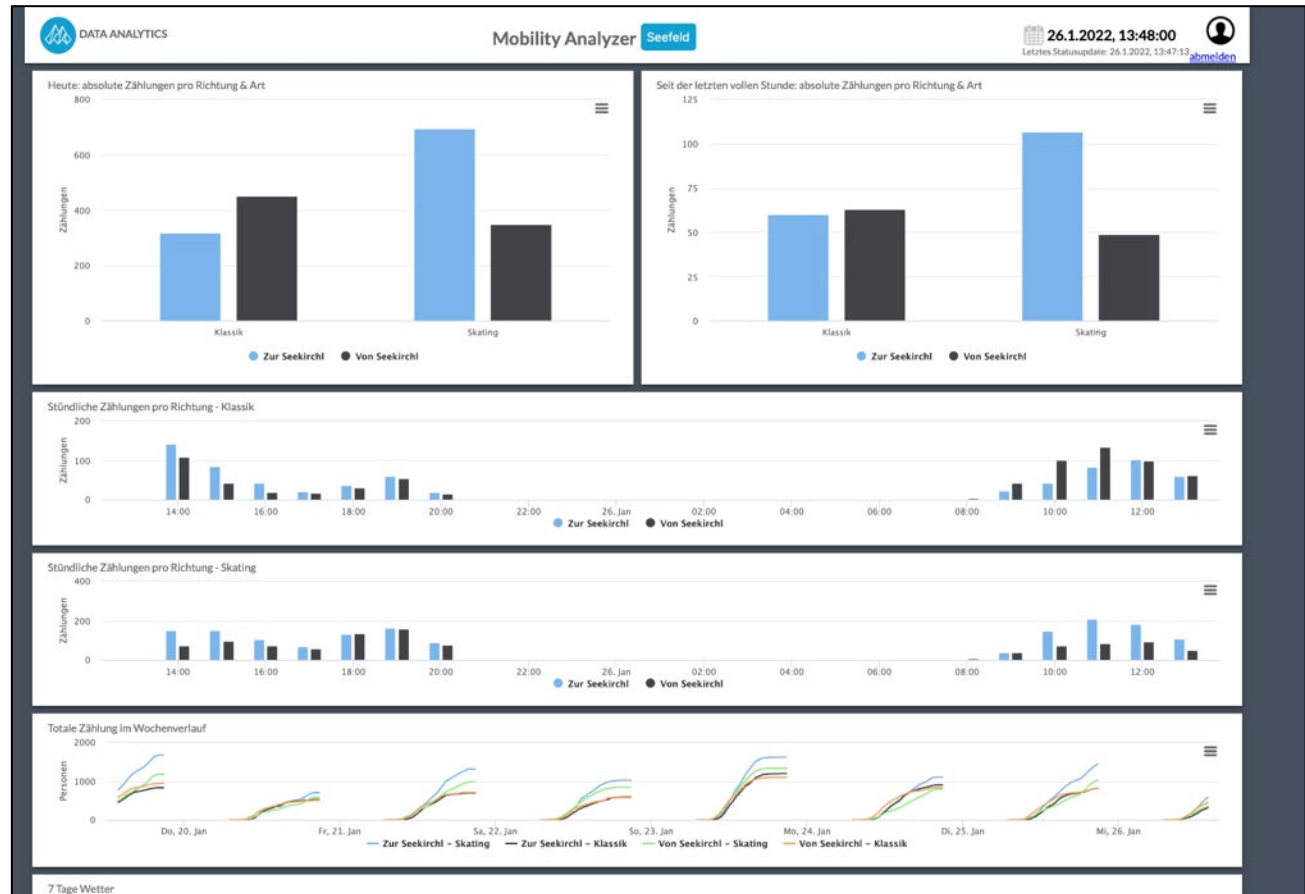 DATA ANALYTICS
Mobility Analyzer Seefeld
26.1.2022, 13:48:00
Letztes Statusupdate: 26.1.2022, 13:47:13
abmelden
Heute: absolute Zählungen pro Richtung & Art
800
600
400
200
0
Zählungen
Klassik Skating
Zur Seekirchl Von Seekirchl
Seit der letzten vollen Stunde: absolute Zählungen pro Richtung & Art
125
100
75
50
25
0
Zählungen
Klassik Skating
Zur Seekirchl Von Seekirchl
Stündliche Zählungen pro Richtung - Klassik
200
100
0
Zählungen
14:00 16:00 18:00 20:00 22:00 26. Jan 02:00 04:00 06:00 08:00 10:00 12:00
Zur Seekirchl Von Seekirchl
Stündliche Zählungen pro Richtung - Skating
400
200
0
Zählungen
14:00 16:00 18:00 20:00 22:00 26. Jan 02:00 04:00 06:00 08:00 10:00 12:00
Zur Seekirchl Von Seekirchl
Totale Zählung im Wochenverlauf
2000
1000
0
Personen
Do, 20. Jan Fr, 21. Jan Sa, 22. Jan So, 23. Jan Mo, 24. Jan Di, 25. Jan Mi, 26. Jan
Zur Seekirchl - Skating Zur Seekirchl - Klassik Von Seekirchl - Skating Von Seekirchl - Klassik
7 Tage Wetter